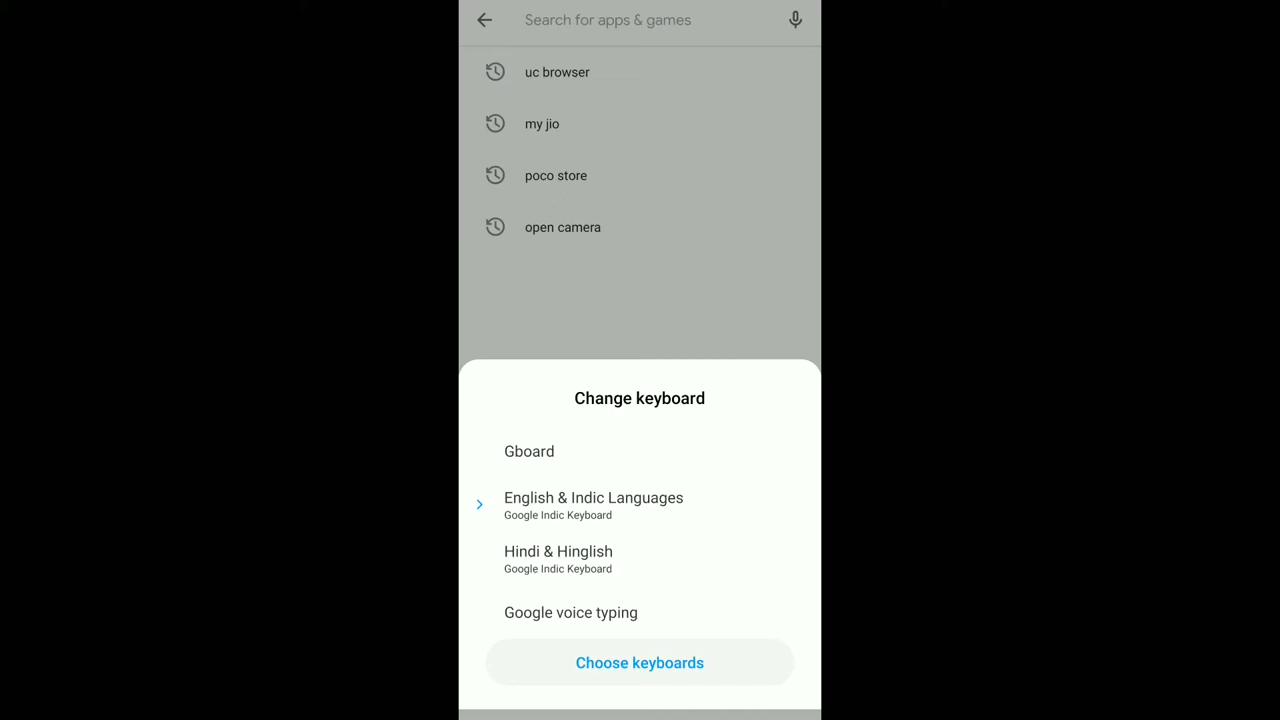 Search for apps & games
uc browser
my jio
poco store
open camera
Change keyboard
Gboard
English & Indic Languages
Google Indic Keyboard
Hindi & Hinglish
Google Indic Keyboard
Google voice typing
Choose keyboards